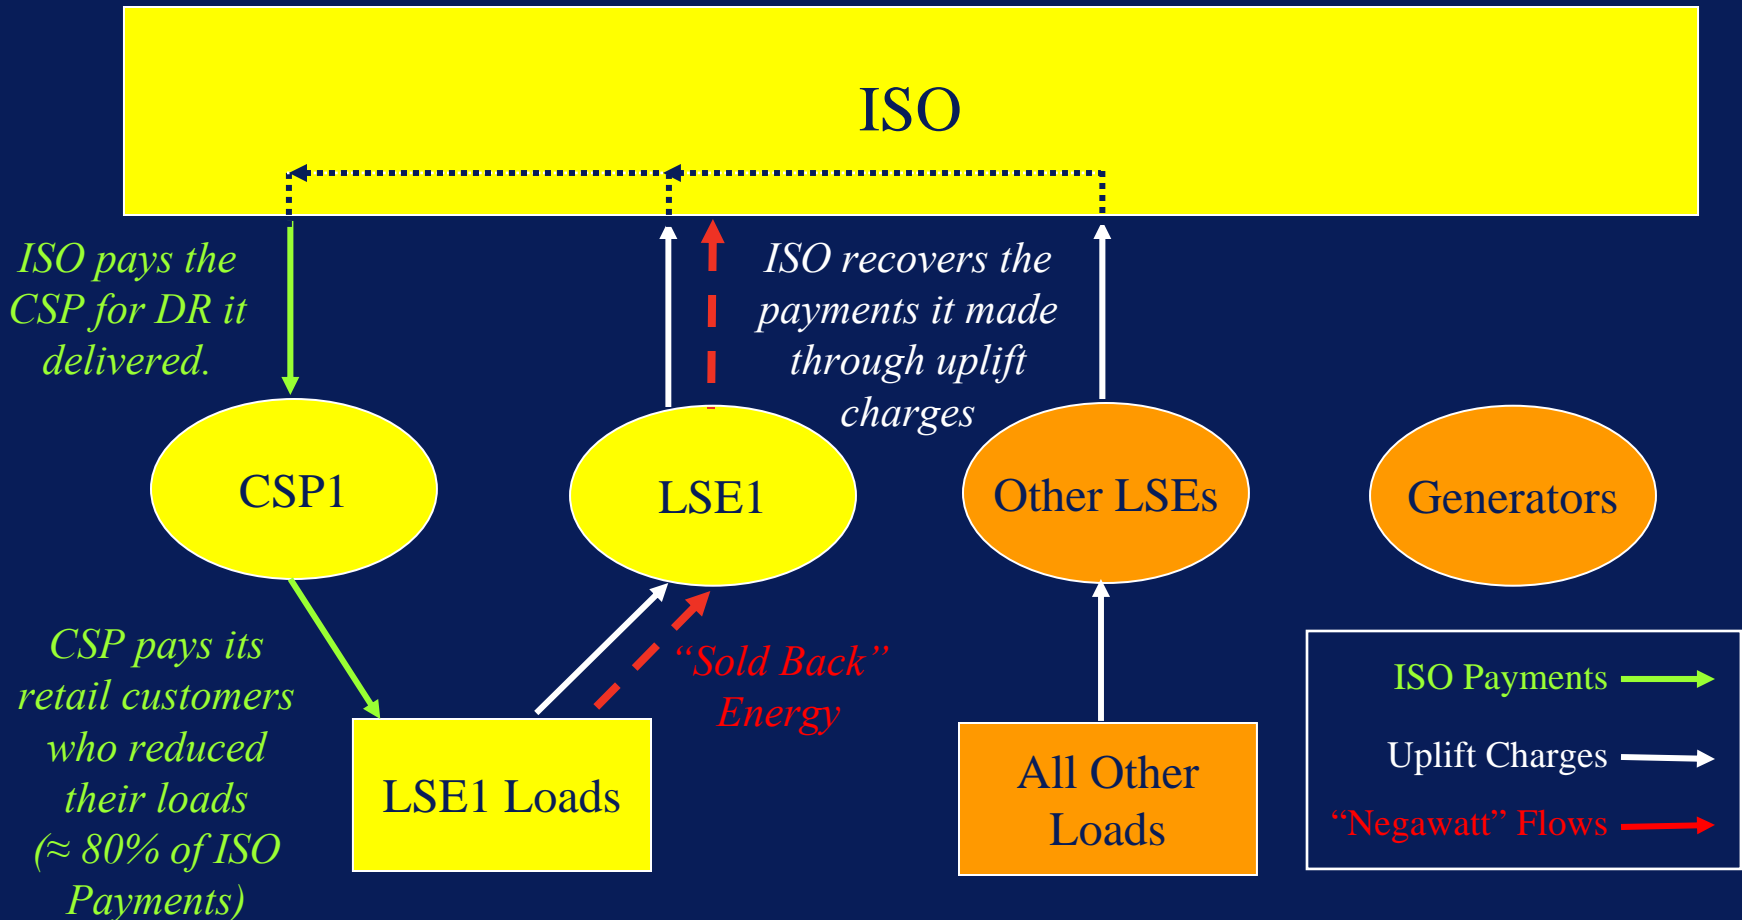 ISO
ISO pays the
CSP for DR it
delivered.
ISO recovers the
payments it made
through uplift
charges
CSP1
LSE1
Other LSEs
Generators
CSP pays its
retail customers
who reduced
their loads
(≈ 80% of ISO
Payments)
“Sold Back”
Energy
LSE1 Loads
All Other
Loads
ISO Payments
Uplift Charges
“Negawatt” Flows